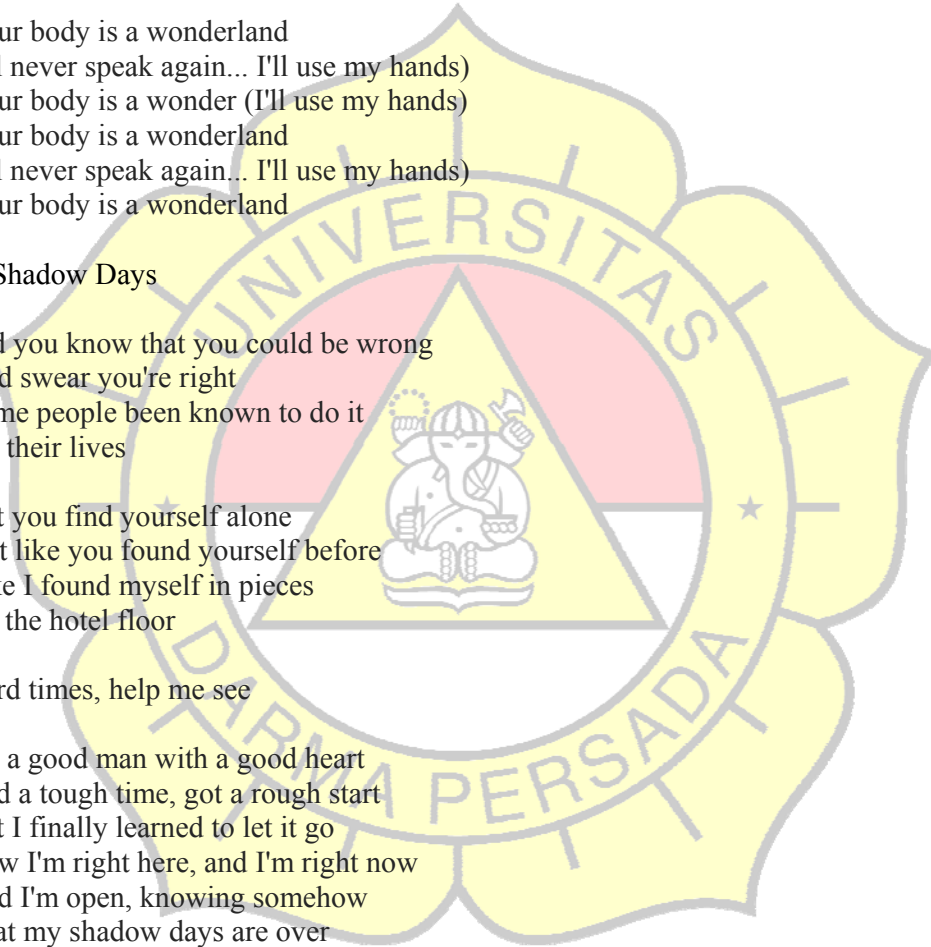 ur body is a wonderland
l never speak again... I'll use my hands)
ur body is a wonder (I'll use my hands)
ur body is a wonderland
l never speak again... I'll use my hands)
ur body is a wonderland
Shadow Days
d you know that you could be wrong
d swear you're right
me people been known to do it
their lives
t you find yourself alone
t like you found yourself before
e I found myself in pieces
the hotel floor
rd times, help me see
a good man with a good heart
d a tough time, got a rough start
t I finally learned to let it go
w I'm right here, and I'm right now
d I'm open, knowing somehow
at my shadow days are over
UNIVERSITAS
DARMA PERSADA